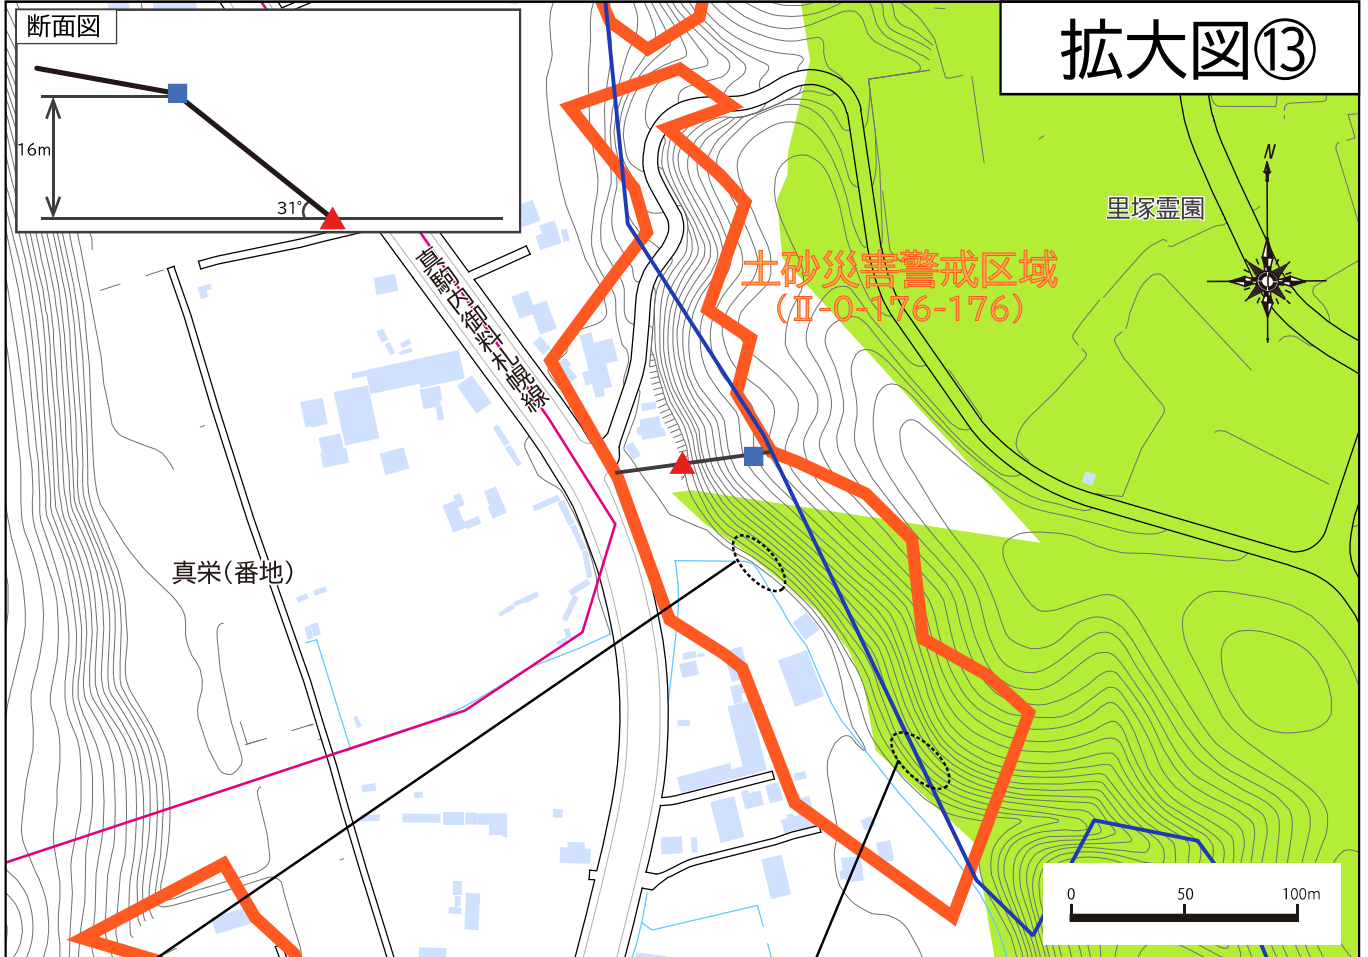 断面図
16m
31°
拡大図⑬
N
里塚霊園
土砂災害警戒区域
(Ⅱ-0-176-176)
真駒内御料札幌線
真栄(番地)
0 50 100m